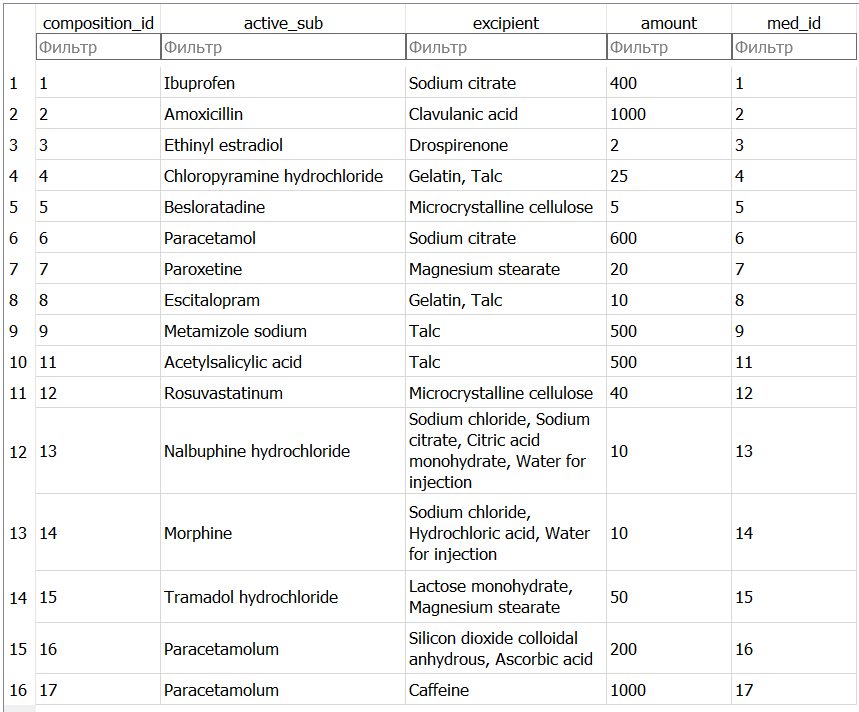 composition_id active_sub excipient amount med_id
Фильтр Фильтр Фильтр Фильтр Фильтр
1 1 Ibuprofen Sodium citrate 400 1
2 2 Amoxicillin Clavulanic acid 1000 2
3 3 Ethinyl estradiol Drospirenone 2 3
4 4 Chloropyramine hydrochloride Gelatin, Talc 25 4
5 5 Besloratadine Microcrystalline cellulose 5 5
6 6 Paracetamol Sodium citrate 600 6
7 7 Paroxetine Magnesium stearate 20 7
8 8 Escitalopram Gelatin, Talc 10 8
9 9 Metamizole sodium Talc 500 9
10 11 Acetylsalicylic acid Talc 500 11
11 12 Rosuvastatinum Microcrystalline cellulose 40 12
12 13 Nalbuphine hydrochloride Sodium chloride, Sodium
citrate, Citric acid
monohydrate, Water for
injection 10 13
13 14 Morphine Sodium chloride,
Hydrochloric acid, Water
for injection 10 14
14 15 Tramadol hydrochloride Lactose monohydrate,
Magnesium stearate 50 15
15 16 Paracetamolum Silicon dioxide colloidal
anhydrous, Ascorbic acid 200 16
16 17 Paracetamolum Caffeine 1000 17